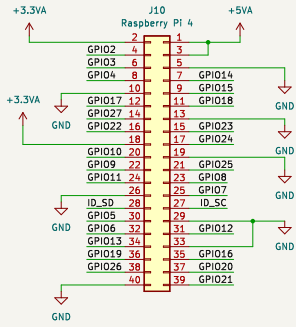 J10
Raspberry Pi 4
+3.3VA +5VA
2 1
GPIO2 4 3
GPIO3 6 5
GPIO4 8 7 GPIO14
10 9 GPIO15
GPIO17 12 11 GPIO18
GPIO27 14 13
GPIO22 16 15 GPIO23
18 17 GPIO24
GPIO10 20 19
GPIO9 22 21 GPIO25
GPIO11 24 23 GPIO8
26 25 GPIO7
ID_SD 28 27 ID_SC
GPIO5 30 29
GPIO6 32 31 GPIO12
GPIO13 34 33
GPIO19 36 35 GPIO16
GPIO26 38 37 GPIO20
40 39 GPIO21
+3.3VA
GND
GND
GND
GND
GND
GND
GND
GND